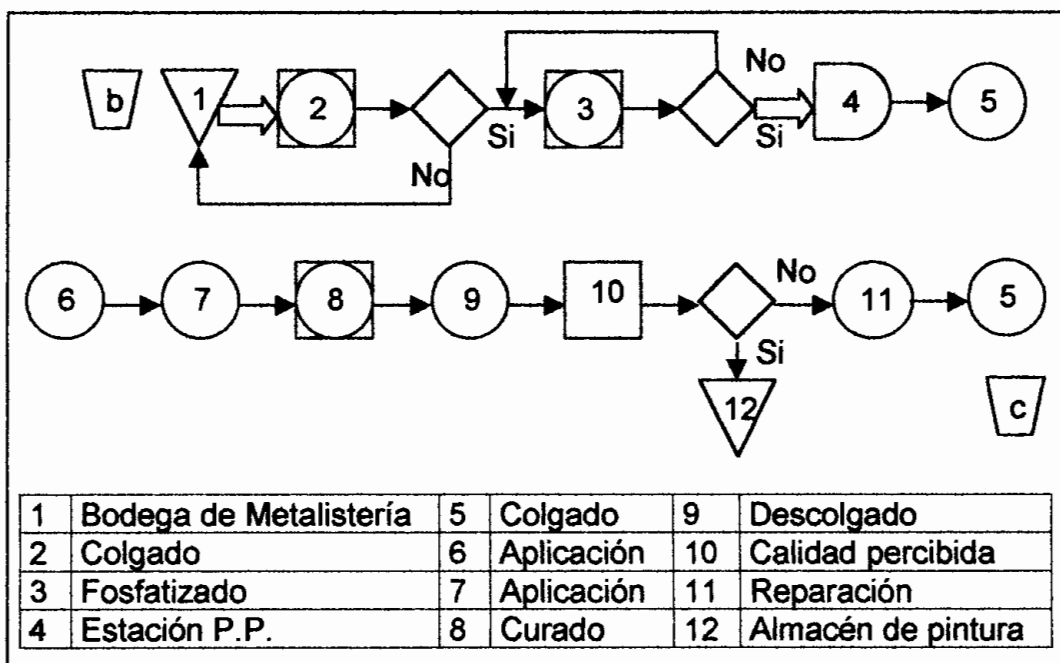 No
b 1 2 3 4 5
Si Si
No
No
6 7 8 9 10 11 5
Si
12 c
1 Bodega de Metalistería 5 Colgado 9 Descolgado
2 Colgado 6 Aplicación 10 Calidad percibida
3 Fosfatizado 7 Aplicación 11 Reparación
4 Estación P.P. 8 Curado 12 Almacén de pintura